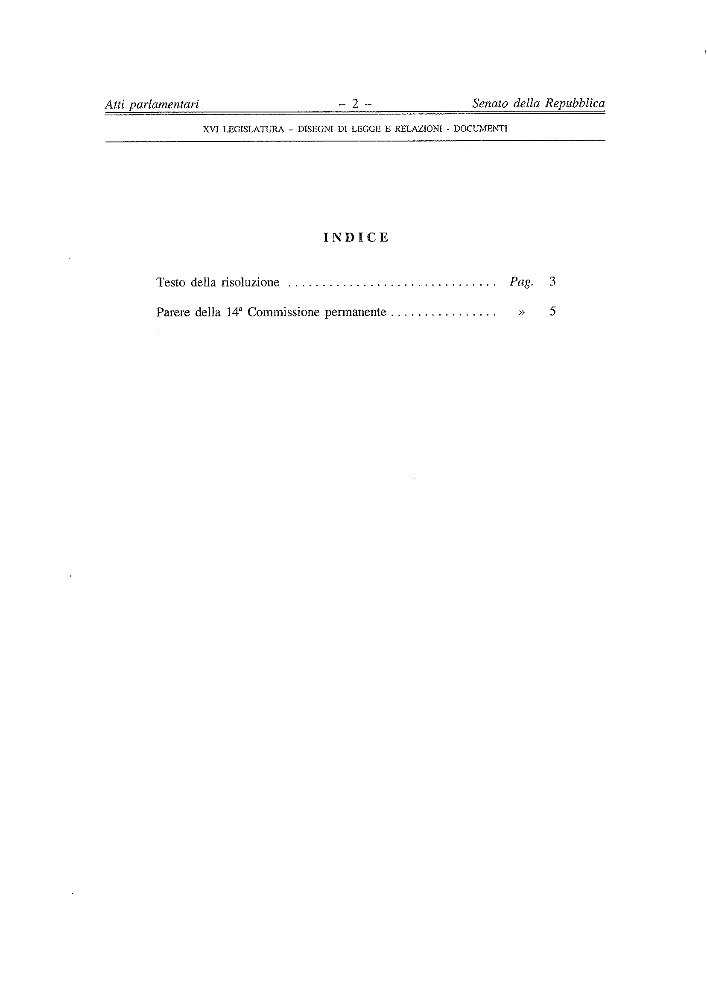 Atti parlamentari – 2 – Senato della Repubblica
XVI LEGISLATURA – DISEGNI DI LEGGE E RELAZIONI - DOCUMENTI
INDICE
Testo della risoluzione ............................... Pag. 3
Parere della 14ª Commissione permanente ................ » 5